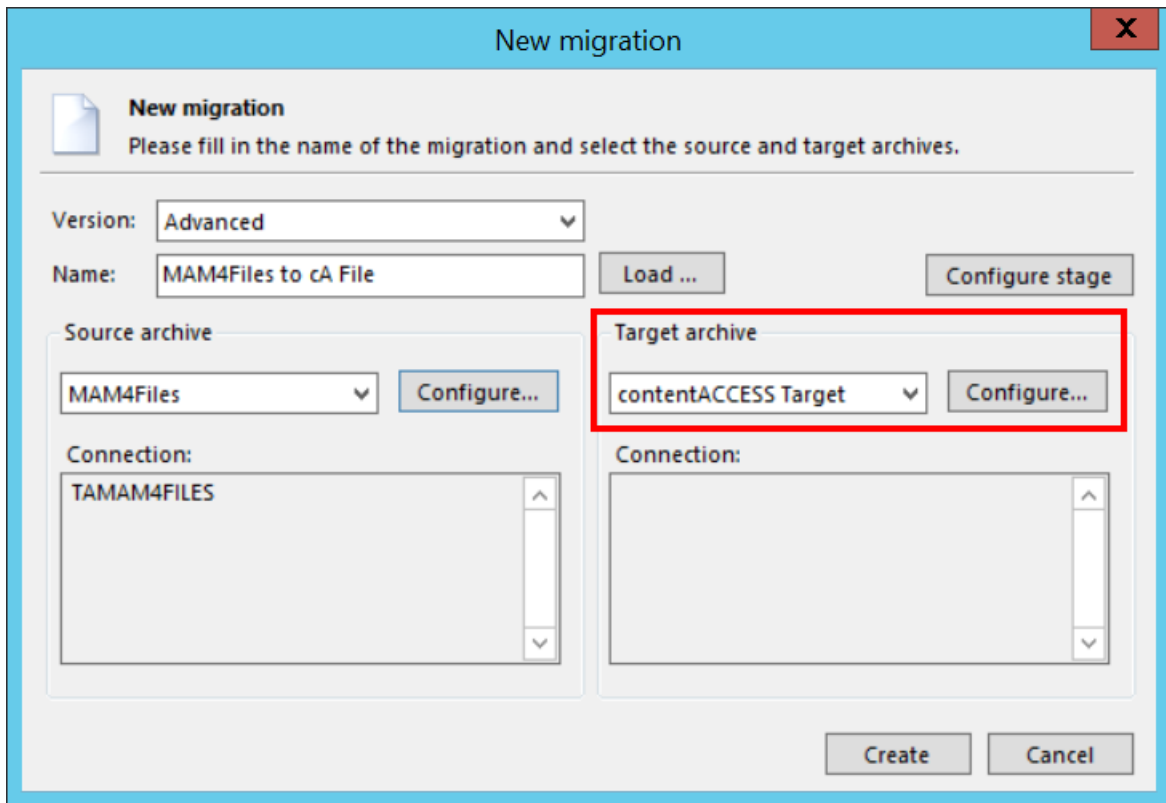 New migration
X
New migration
Please fill in the name of the migration and select the source and target archives.
Version: Advanced
Name: MAM4Files to cA File Load ... Configure stage
Source archive
MAM4Files Configure...
Connection:
TAMAM4FILES
Target archive
contentACCESS Target Configure...
Connection:
Create Cancel